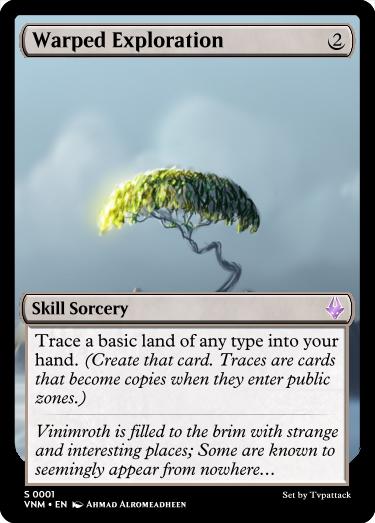 Warped Exploration 2
Skill Sorcery
Trace a basic land of any type into your
hand. (Create that card. Traces are cards
that become copies when they enter public
zones.)
Vinimroth is filled to the brim with strange
and interesting places; Some are known to
seemingly appear from nowhere...
S 0001
VNM • EN Ahmad Alromeadheen
Set by Tvpattack